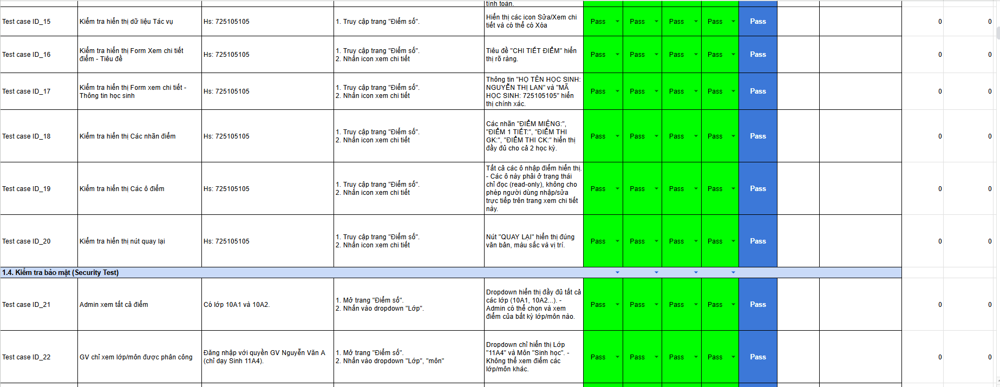 tính toán.
Test case ID_15
Kiểm tra hiển thị dữ liệu Tác vụ
Hs: 725105105
1. Truy cập trang "Điểm số".
Hiển thị các icon Sửa/Xem chi
tiết và có thể có Xóa
Pass
Pass
Pass
Pass
Pass
0
0
Test case ID_16
Kiểm tra hiển thị Form Xem chi tiết
điểm - Tiêu đề
Hs: 725105105
1. Truy cập trang "Điểm số".
2. Nhấn icon xem chi tiết
Tiêu đề "CHI TIẾT ĐIỂM" hiển
thị rõ ràng.
Pass
Pass
Pass
Pass
Pass
0
0
Test case ID_17
Kiểm tra hiển thị Form xem chi tiết -
Thông tin học sinh
Hs: 725105105
1. Truy cập trang "Điểm số".
2. Nhấn icon xem chi tiết
Thông tin "HỌ TÊN HỌC SINH:
NGUYỄN THỊ LAN" và "MÃ
HỌC SINH: 725105105" hiển
thị chính xác.
Pass
Pass
Pass
Pass
Pass
0
0
Test case ID_18
Kiểm tra hiển thị Các nhãn điểm
Hs: 725105105
1. Truy cập trang "Điểm số".
2. Nhấn icon xem chi tiết
Các nhãn "ĐIỂM MIỆNG:",
"ĐIỂM 1 TIẾT:", "ĐIỂM THI
GK:", "ĐIỂM THI CK:" hiển thị
đầy đủ cho cả 2 học kỳ.
Pass
Pass
Pass
Pass
Pass
0
0
Test case ID_19
Kiểm tra hiển thị Các ô điểm
Hs: 725105105
1. Truy cập trang "Điểm số".
2. Nhấn icon xem chi tiết
Tất cả các ô nhập điểm hiển thị.
- Các ô này phải ở trạng thái
chỉ đọc (read-only), không cho
phép người dùng nhập/sửa
trực tiếp trên trang xem chi tiết
này.
Pass
Pass
Pass
Pass
Pass
0
0
Test case ID_20
Kiểm tra hiển thị nút quay lại
Hs: 725105105
1. Truy cập trang "Điểm số".
2. Nhấn icon xem chi tiết
Nút "QUAY LẠI" hiển thị đúng
văn bản, màu sắc và vị trí.
Pass
Pass
Pass
Pass
Pass
0
0
1.4. Kiểm tra bảo mật (Security Test)
Test case ID_21
Admin xem tất cả điểm
Có lớp 10A1 và 10A2.
1. Mở trang "Điểm số".
2. Nhấn vào dropdown "Lớp".
Dropdown hiển thị đầy đủ tất cả
các lớp (10A1, 10A2...). -
Admin có thể chọn và xem
điểm của bất kỳ lớp/môn nào.
Pass
Pass
Pass
Pass
Pass
0
0
Test case ID_22
GV chỉ xem lớp/môn được phân công
Đăng nhập với quyền GV Nguyễn Văn A
(chỉ dạy Sinh 11A4).
1. Mở trang "Điểm số".
2. Nhấn vào dropdown "Lớp", "môn"
Dropdown chỉ hiển thị Lớp
"11A4" và Môn "Sinh học". -
Không thể xem điểm các
lớp/môn khác.
Pass
Pass
Pass
Pass
Pass
0
0